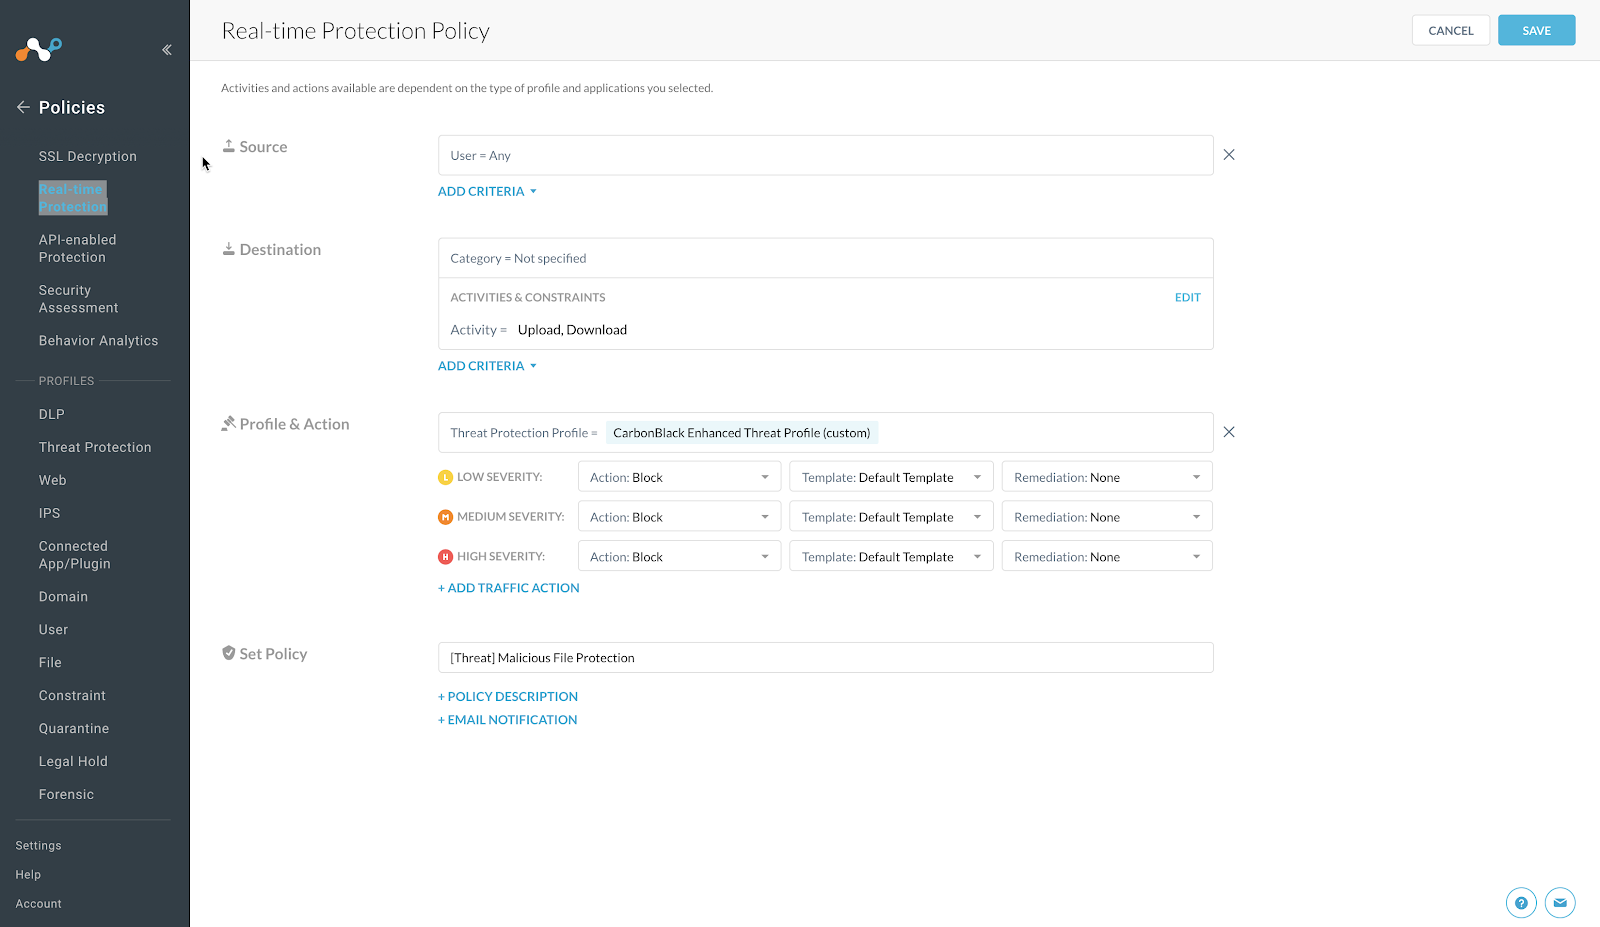 Real-time Protection Policy
CANCEL
SAVE
Policies
SSL Decryption
Real-time
Protection
API-enabled
Protection
Security
Assessment
Behavior Analytics
PROFILES
DLP
Threat Protection
Web
IPS
Connected
App/Plugin
Domain
User
File
Constraint
Quarantine
Legal Hold
Forensic
Settings
Help
Account
Activities and actions available are dependent on the type of profile and applications you selected.
Source
User = Any
ADD CRITERIA
Destination
Category = Not specified
ACTIVITIES & CONSTRAINTS
EDIT
Activity = Upload, Download
ADD CRITERIA
Profile & Action
Threat Protection Profile = CarbonBlack Enhanced Threat Profile (custom)
L LOW SEVERITY: Action: Block Template: Default Template Remediation: None
M MEDIUM SEVERITY: Action: Block Template: Default Template Remediation: None
H HIGH SEVERITY: Action: Block Template: Default Template Remediation: None
+ ADD TRAFFIC ACTION
Set Policy
[Threat] Malicious File Protection
+ POLICY DESCRIPTION
+ EMAIL NOTIFICATION
?